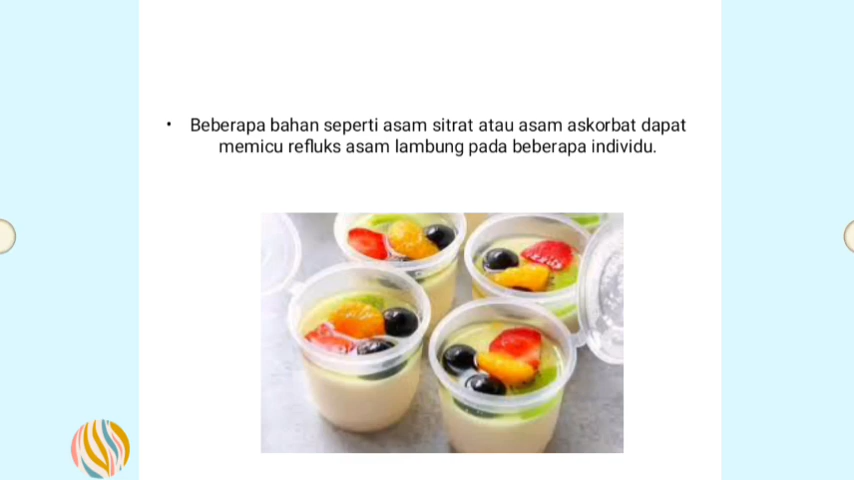 • Beberapa bahan seperti asam sitrat atau asam askorbat dapat
memicu refluks asam lambung pada beberapa individu.